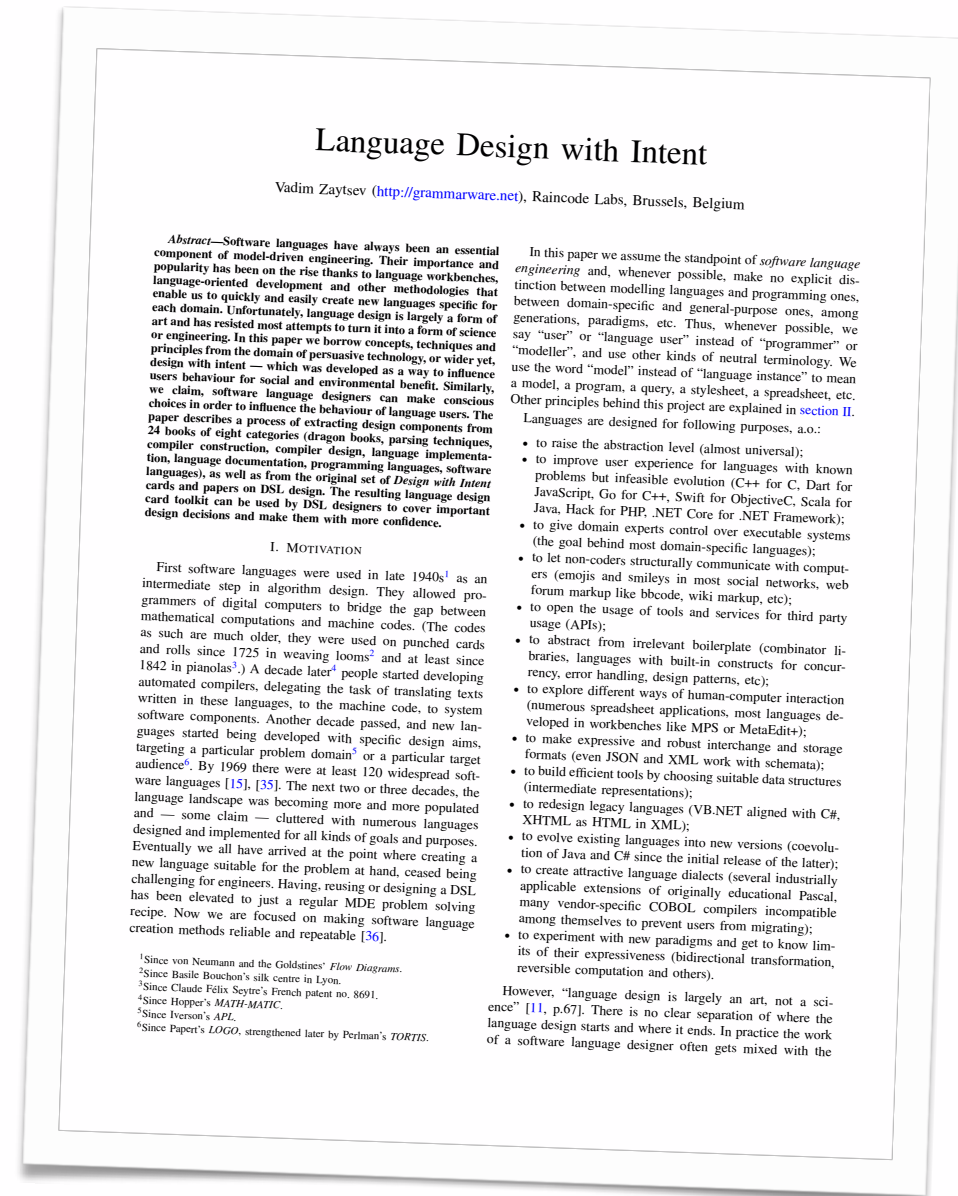 Language Design with Intent
Vadim Zaytsev (http://grammarware.net), Raincode Labs, Brussels, Belgium
Abstract—Software languages have always been an essential
component of model-driven engineering. Their importance and
popularity has been on the rise thanks to language workbenches,
language-oriented development and other methodologies that
enable us to quickly and easily create new languages specific for
each domain. Unfortunately, language design is largely a form of
art and has resisted most attempts to turn it into a form of science
or engineering. In this paper we borrow concepts, techniques and
principles from the domain of persuasive technology, or wider yet,
design with intent — which was developed as a way to influence
users behaviour for social and environmental benefit. Similarly,
we claim, software language designers can make conscious
choices in order to influence the behaviour of language users. The
paper describes a process of extracting design components from
24 books of eight categories (dragon books, parsing techniques,
compiler construction, compiler design, language implementa-
tion, language documentation, programming languages, software
languages), as well as from the original set of Design with Intent
cards and papers on DSL design. The resulting language design
card toolkit can be used by DSL designers to cover important
design decisions and make them with more confidence.
I. MOTIVATION
First software languages were used in late 1940s1 as an
intermediate step in algorithm design. They allowed pro-
grammers of digital computers to bridge the gap between
mathematical computations and machine codes. (The codes
as such are much older, they were used on punched cards
and rolls since 1725 in weaving looms2 and at least since
1842 in pianolas3.) A decade later4 people started developing
automated compilers, delegating the task of translating texts
written in these languages, to the machine code, to system
software components. Another decade passed, and new lan-
guages started being developed with specific design aims,
targeting a particular problem domain5 or a particular target
audience6. By 1969 there were at least 120 widespread soft-
ware languages [15], [35]. The next two or three decades, the
language landscape was becoming more and more populated
and — some claim — cluttered with numerous languages
designed and implemented for all kinds of goals and purposes.
Eventually we all have arrived at the point where creating a
new language suitable for the problem at hand, ceased being
challenging for engineers. Having, reusing or designing a DSL
has been elevated to just a regular MDE problem solving
recipe. Now we are focused on making software language
creation methods reliable and repeatable [36].
1Since von Neumann and the Goldstines' Flow Diagrams.
2Since Basile Bouchon's silk centre in Lyon.
3Since Claude Félix Seytre's French patent no. 8691.
4Since Hopper's MATH-MATIC.
5Since Iverson's APL.
6Since Papert's LOGO, strengthened later by Perlman's TORTIS.
In this paper we assume the standpoint of software language
engineering and, whenever possible, make no explicit dis-
tinction between modelling languages and programming ones,
between domain-specific and general-purpose ones, among
generations, paradigms, etc. Thus, whenever possible, we
say “user” or “language user” instead of “programmer” or
“modeller”, and use other kinds of neutral terminology. We
use the word “model” instead of “language instance” to mean
a model, a program, a query, a stylesheet, a spreadsheet, etc.
Other principles behind this project are explained in section II.
Languages are designed for following purposes, a.o.:
• to raise the abstraction level (almost universal);
• to improve user experience for languages with known
problems but infeasible evolution (C++ for C, Dart for
JavaScript, Go for C++, Swift for ObjectiveC, Scala for
Java, Hack for PHP, .NET Core for .NET Framework);
• to give domain experts control over executable systems
(the goal behind most domain-specific languages);
• to let non-coders structurally communicate with comput-
ers (emojis and smileys in most social networks, web
forum markup like bbcode, wiki markup, etc);
• to open the usage of tools and services for third party
usage (APIs);
• to abstract from irrelevant boilerplate (combinator li-
braries, languages with built-in constructs for concur-
rency, error handling, design patterns, etc);
• to explore different ways of human-computer interaction
(numerous spreadsheet applications, most languages de-
veloped in workbenches like MPS or MetaEdit+);
• to make expressive and robust interchange and storage
formats (even JSON and XML work with schemata);
• to build efficient tools by choosing suitable data structures
(intermediate representations);
• to redesign legacy languages (VB.NET aligned with C#,
XHTML as HTML in XML);
• to evolve existing languages into new versions (coevolu-
tion of Java and C# since the initial release of the latter);
• to create attractive language dialects (several industrially
applicable extensions of originally educational Pascal,
many vendor-specific COBOL compilers incompatible
among themselves to prevent users from migrating);
• to experiment with new paradigms and get to know lim-
its of their expressiveness (bidirectional transformation,
reversible computation and others).
However, “language design is largely an art, not a sci-
ence” [11, p.67]. There is no clear separation of where the
language design starts and where it ends. In practice the work
of a software language designer often gets mixed with the